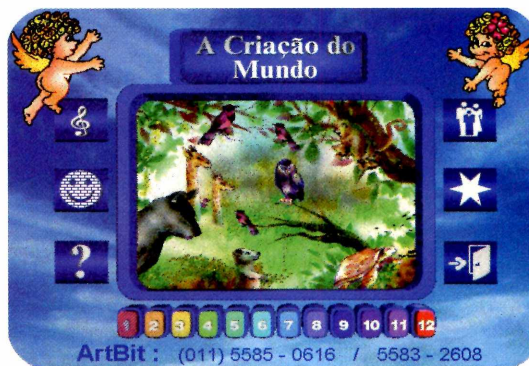 A Criação do
Mundo
?
1 2 3 4 5 6 7 8 9 10 11 12
ArtBit : (011) 5585 - 0616 / 5583 - 2608